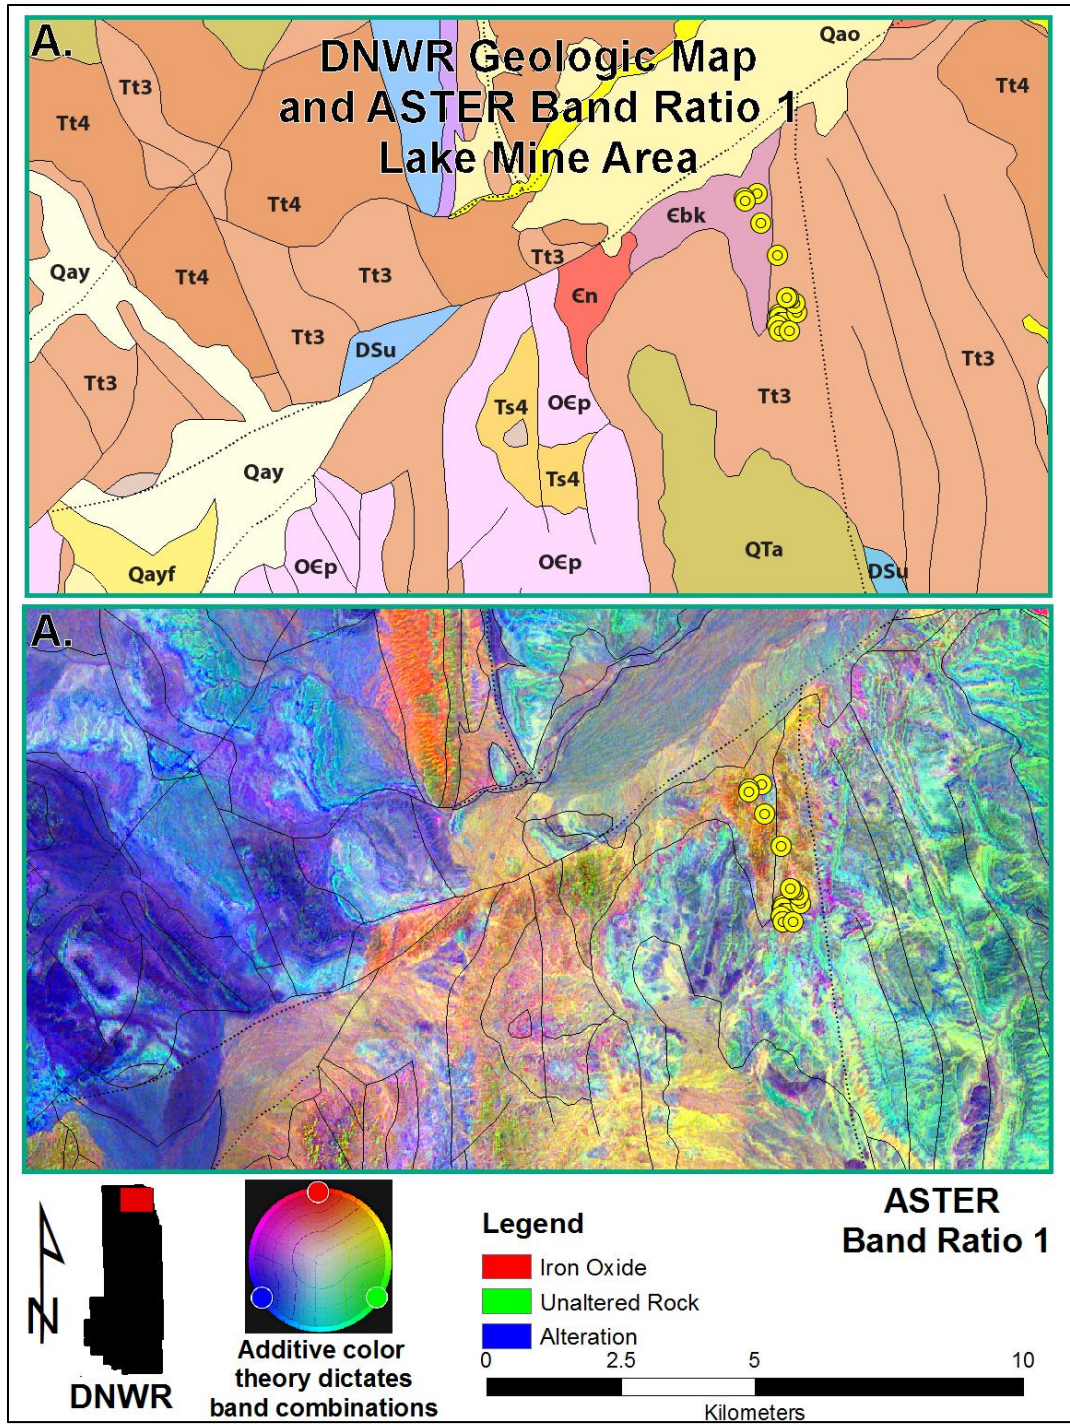 A.
DNWR Geologic Map
and ASTER Band Ratio 1
Lake Mine Area
Qao
Tt3
Tt4
Tt4
Tt4
Єbk
Tt3
Qay
Tt4
Tt3
Єn
Tt3
DSu
Tt3
Tt3
Tt3
Ts4
OЄp
Qay
Ts4
QTa
Qayf
OЄp
OЄp
DSu
A.
N
DNWR
Additive color
theory dictates
band combinations
Legend
Iron Oxide
Unaltered Rock
Alteration
ASTER
Band Ratio 1
0 2.5 5 10
Kilometers